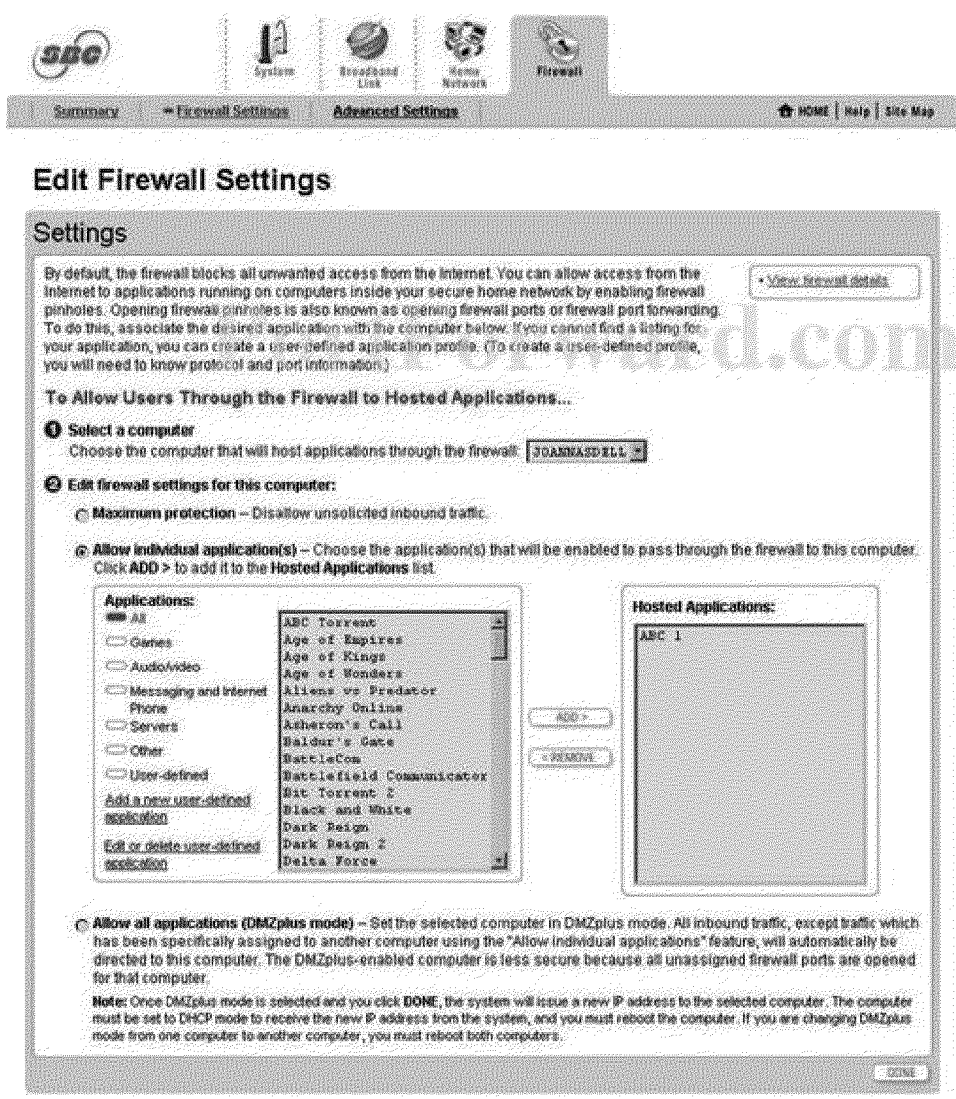 SBC
System
Broadband
Link
Home
Network
Firewall
Summary
Firewall Settings
Advanced Settings
HOME | Help | Site Map
Edit Firewall Settings
Settings
By default, the firewall blocks all unwanted access from the Internet. You can allow access from the
Internet to applications running on computers inside your secure home network by enabling firewall
pinholes. Opening firewall pinholes is also known as opening firewall ports or firewall port forwarding.
To do this, associate the desired application with the computer below. If you cannot find a listing for
your application, you can create a user-defined application profile. (To create a user-defined profile,
you will need to know protocol and port information.)
• View firewall details
To Allow Users Through the Firewall to Hosted Applications...
1 Select a computer
Choose the computer that will host applications through the firewall: JOANNASDELL
2 Edit firewall settings for this computer:
Maximum protection – Disallow unsolicited inbound traffic.
Allow individual application(s) – Choose the application(s) that will be enabled to pass through the firewall to this computer.
Click ADD > to add it to the Hosted Applications list.
Applications:
All
Games
Audio/video
Messaging and Internet
Phone
Servers
Other
User-defined
Add a new user-defined
application
Edit or delete user-defined
application
ABC Torrent
Age of Empires
Age of Kings
Age of Wonders
Aliens vs Predator
Anarchy Online
Asheron's Call
Baldur's Gate
BattleCom
Battlefield Communicator
Bit Torrent 2
Black and White
Dark Reign
Dark Reign 2
Delta Force
ADD >
< REMOVE
Hosted Applications:
ABC 1
Allow all applications (DMZplus mode) – Set the selected computer in DMZplus mode. All inbound traffic, except traffic which
has been specifically assigned to another computer using the "Allow individual applications" feature, will automatically be
directed to this computer. The DMZplus-enabled computer is less secure because all unassigned firewall ports are opened
for that computer.
Note: Once DMZplus mode is selected and you click DONE, the system will issue a new IP address to the selected computer. The computer
must be set to DHCP mode to receive the new IP address from the system, and you must reboot the computer. If you are changing DMZplus
mode from one computer to another computer, you must reboot both computers.
DONE